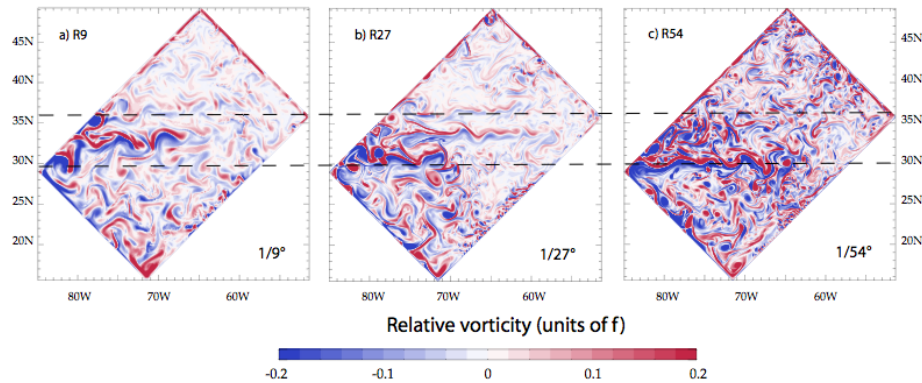 a) R9
b) R27
c) R54
45N
40N
35N
30N
25N
20N
1/9°
1/27°
1/54°
80W 70W 60W
80W 70W 60W
80W 70W 60W
45N
40N
35N
30N
25N
20N
Relative vorticity (units of f)
-0.2 -0.1 0 0.1 0.2